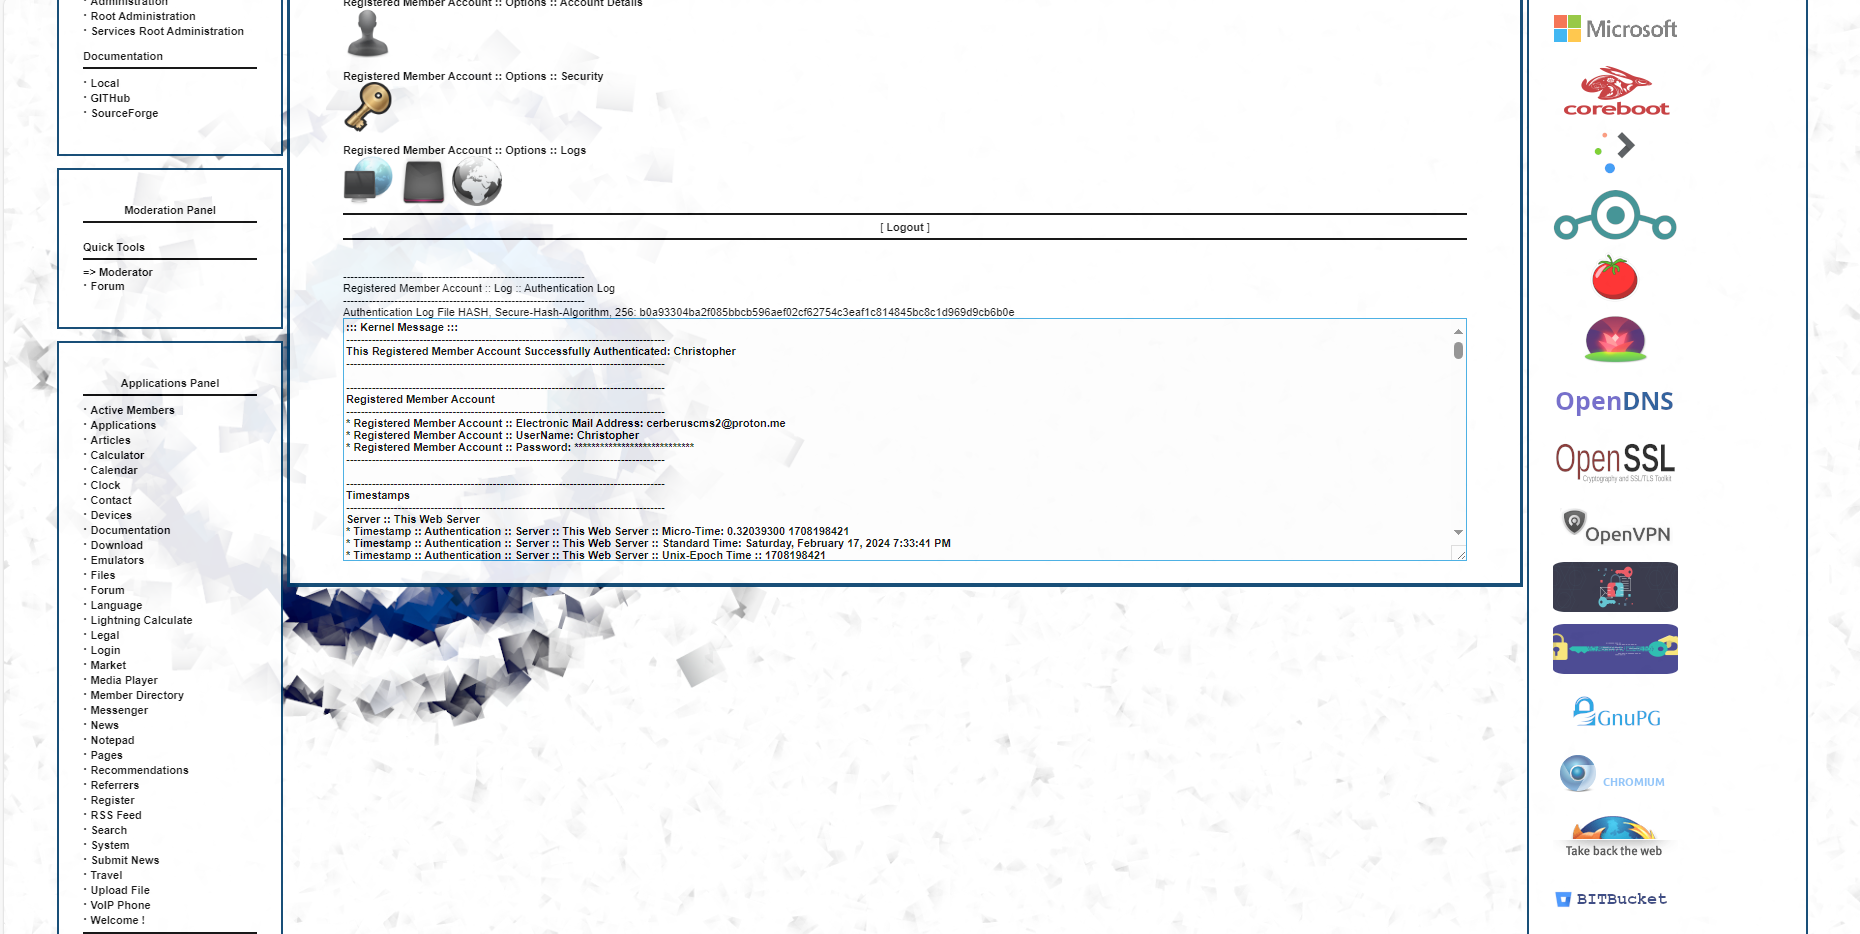 Administration
· Root Administration
· Services Root Administration
Documentation
· Local
· GITHub
· SourceForge
Moderation Panel
Quick Tools
=> Moderator
· Forum
Applications Panel
· Active Members
· Applications
· Articles
· Calculator
· Calendar
· Clock
· Contact
· Devices
· Documentation
· Download
· Emulators
· Files
· Forum
· Language
· Lightning Calculate
· Legal
· Login
· Market
· Media Player
· Member Directory
· Messenger
· News
· Notepad
· Pages
· Recommendations
· Referrers
· Register
· RSS Feed
· Search
· System
· Submit News
· Travel
· Upload File
· VoIP Phone
· Welcome !
Registered Member Account :: Options :: Account Details
Registered Member Account :: Options :: Security
Registered Member Account :: Options :: Logs
[ Logout ]
Registered Member Account :: Log :: Authentication Log
Authentication Log File HASH, Secure-Hash-Algorithm, 256: b0a93304ba2f085bbcb596aef02cf62754c3eaf1c814845bc8c1d969d9cb6b0e
::: Kernel Message :::
This Registered Member Account Successfully Authenticated: Christopher
Registered Member Account
* Registered Member Account :: Electronic Mail Address: cerberuscms2@proton.me
* Registered Member Account :: UserName: Christopher
* Registered Member Account :: Password: ****************************
Timestamps
Server :: This Web Server
* Timestamp :: Authentication :: Server :: This Web Server :: Micro-Time: 0.32039300 1708198421
* Timestamp :: Authentication :: Server :: This Web Server :: Standard Time: Saturday, February 17, 2024 7:33:41 PM
* Timestamp :: Authentication :: Server :: This Web Server :: Unix-Epoch Time :: 1708198421
Microsoft
coreboot
OpenDNS
OpenSSL
Cryptography and SSL/TLS Toolkit
OpenVPN
GnuPG
CHROMIUM
Take back the web
BITBucket